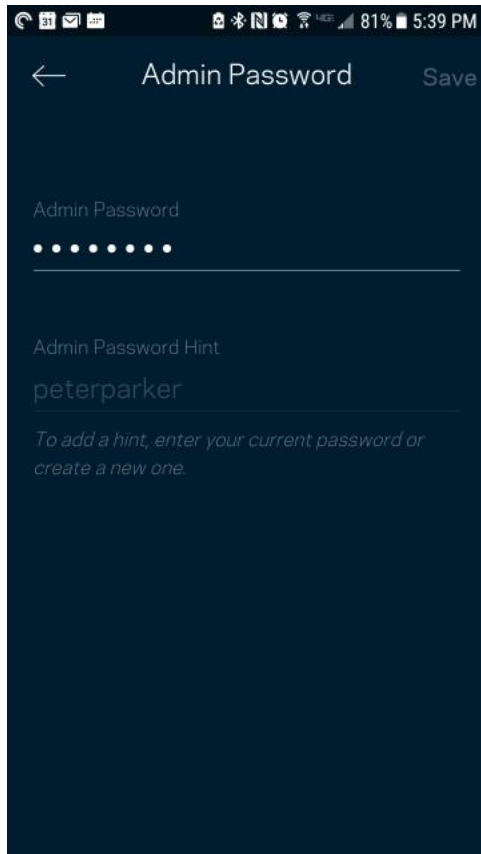 31 81% 5:39 PM
Admin Password Save
Admin Password
••••••••
Admin Password Hint
peterparker
To add a hint, enter your current password or
create a new one.